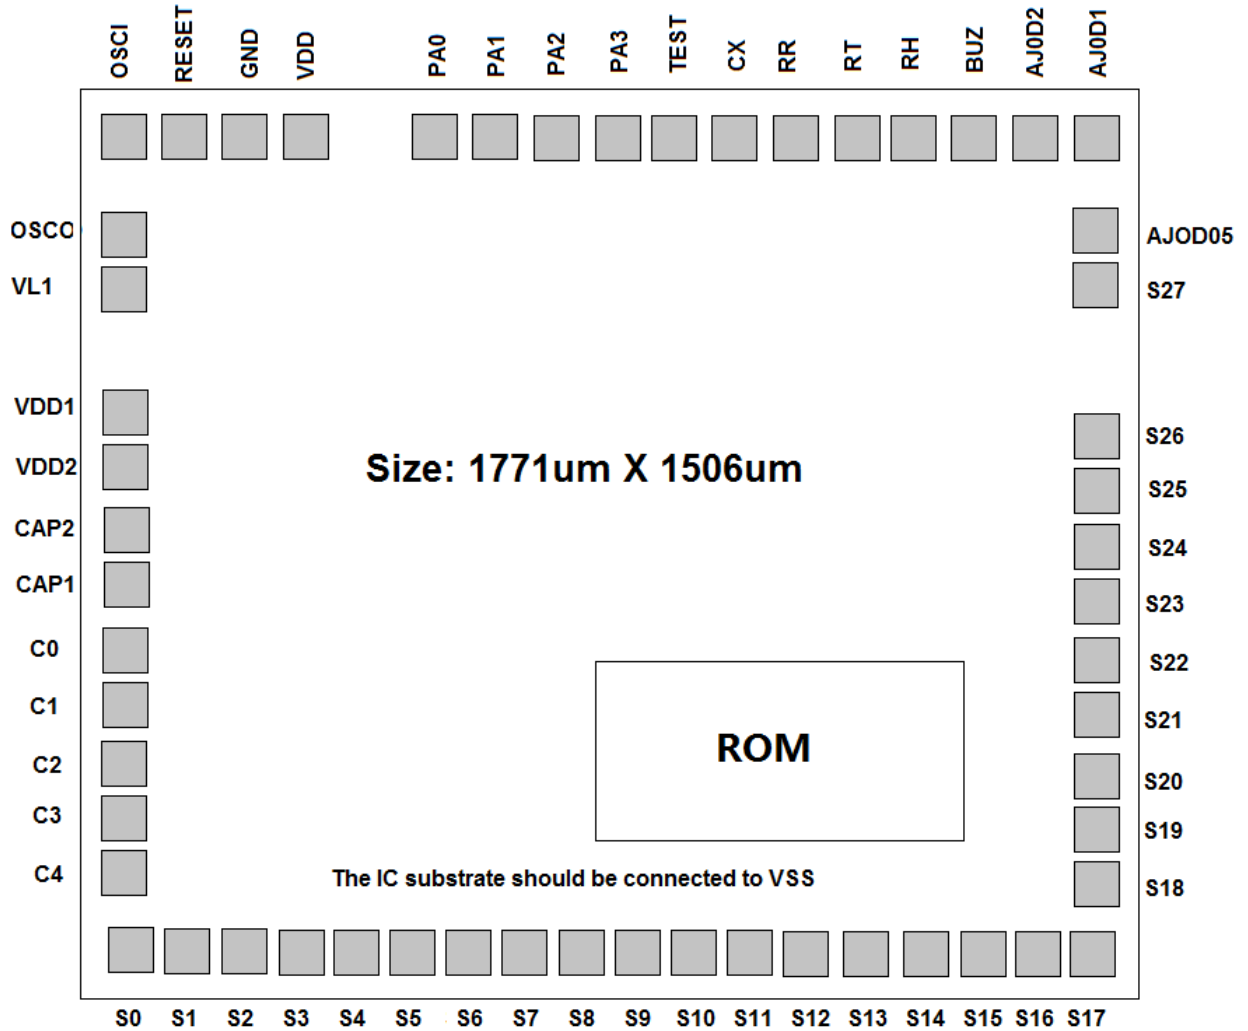 OSCI
RESET
GND
VDD
PA0
PA1
PA2
PA3
TEST
CX
RR
RT
RH
BUZ
AJ0D2
AJ0D1
OSCO
AJOD05
VL1
S27
VDD1
S26
VDD2
Size: 1771um X 1506um
S25
CAP2
S24
CAP1
S23
C0
S22
C1
S21
ROM
C2
S20
C3
S19
C4
The IC substrate should be connected to VSS
S18
S0 S1 S2 S3 S4 S5 S6 S7 S8 S9 S10 S11 S12 S13 S14 S15 S16 S17